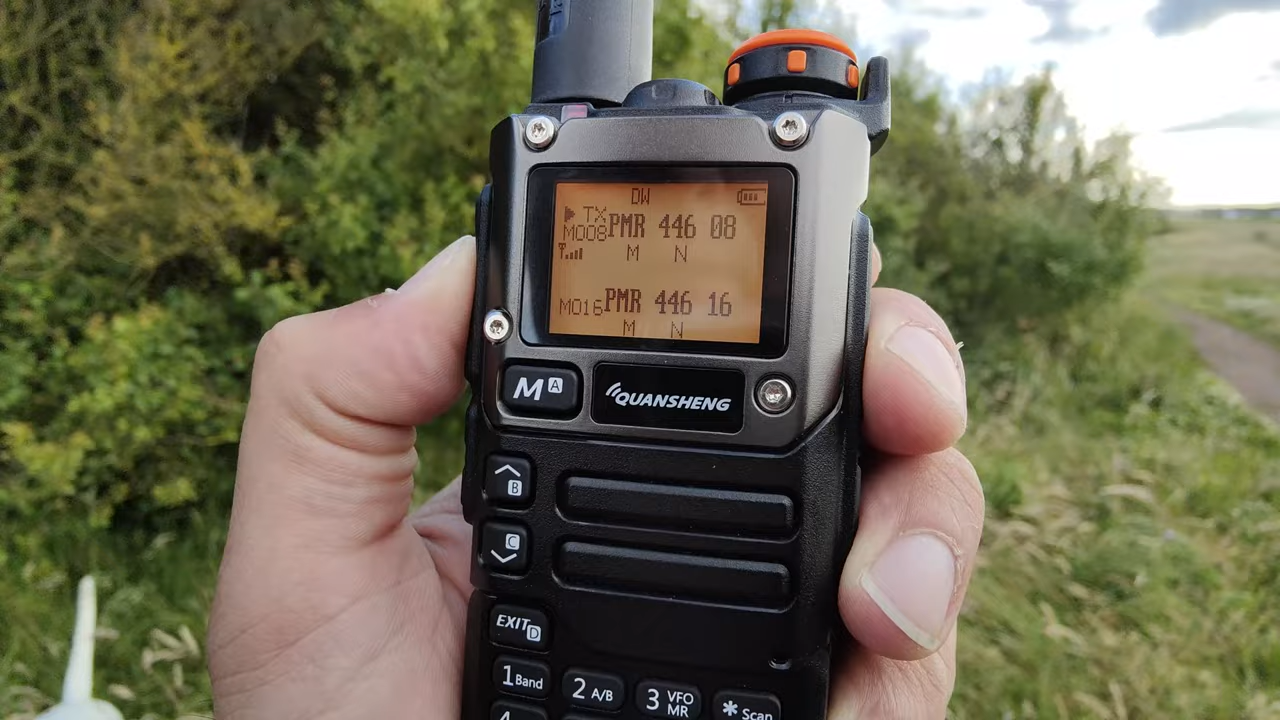 DW
TX
M008 PMR 446 08
M N
M016 PMR 446 16
M N
M A
QUANSHENG
B
C
EXIT D
1 Band 2 A/B 3 VFO MR * Scan